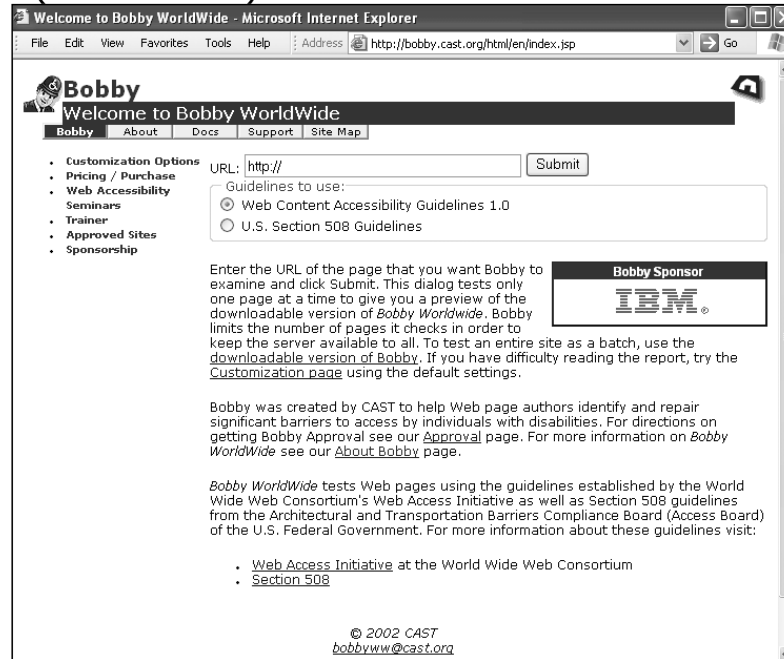 Welcome to Bobby WorldWide - Microsoft Internet Explorer
File Edit View Favorites Tools Help Address http://bobby.cast.org/html/en/index.jsp Go
Bobby
Welcome to Bobby WorldWide
Bobby About Docs Support Site Map
. Customization Options
. Pricing / Purchase
. Web Accessibility
Seminars
. Trainer
. Approved Sites
. Sponsorship
URL: http:// Submit
Guidelines to use:
Web Content Accessibility Guidelines 1.0
U.S. Section 508 Guidelines
Enter the URL of the page that you want Bobby to
examine and click Submit. This dialog tests only
one page at a time to give you a preview of the
downloadable version of Bobby Worldwide. Bobby
limits the number of pages it checks in order to
keep the server available to all. To test an entire site as a batch, use the
downloadable version of Bobby. If you have difficulty reading the report, try the
Customization page using the default settings.
Bobby Sponsor
IBM®
Bobby was created by CAST to help Web page authors identify and repair
significant barriers to access by individuals with disabilities. For directions on
getting Bobby Approval see our Approval page. For more information on Bobby
WorldWide see our About Bobby page.
Bobby WorldWide tests Web pages using the guidelines established by the World
Wide Web Consortium's Web Access Initiative as well as Section 508 guidelines
from the Architectural and Transportation Barriers Compliance Board (Access Board)
of the U.S. Federal Government. For more information about these guidelines visit:
. Web Access Initiative at the World Wide Web Consortium
. Section 508
© 2002 CAST
bobbyww@cast.org